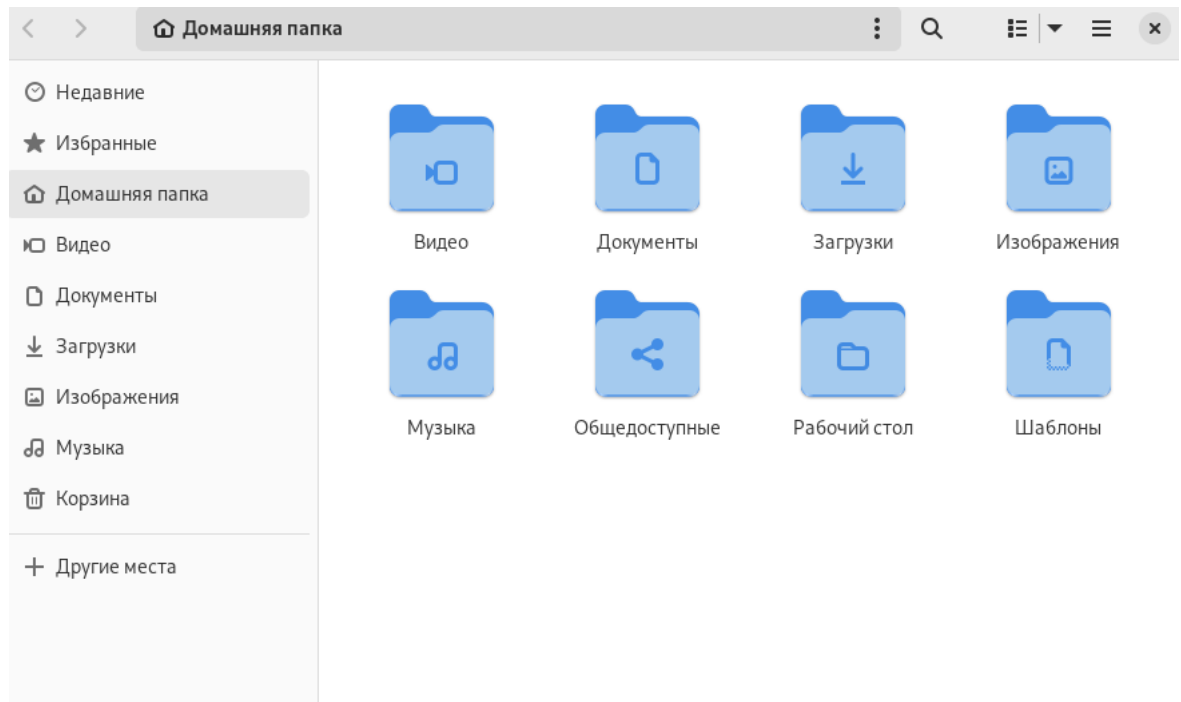 Домашняя папка
Недавние
Избранные
Домашняя папка
Видео
Документы
Загрузки
Изображения
Музыка
Корзина
Другие места
Видео
Документы
Загрузки
Изображения
Музыка
Общедоступные
Рабочий стол
Шаблоны